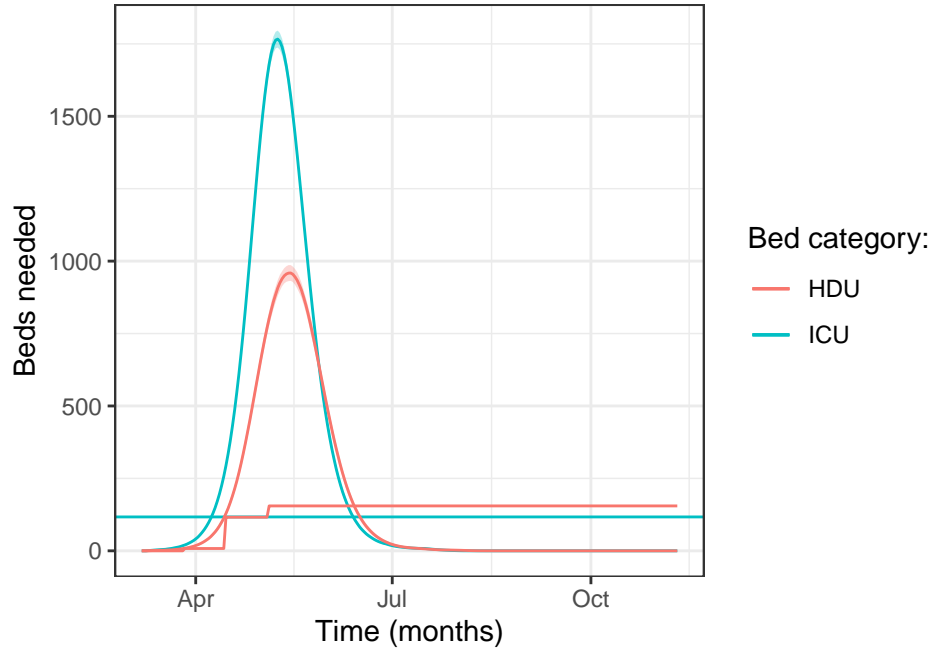 Beds needed
1500
1000
500
0
Apr
Jul
Oct
Time (months)
Bed category:
HDU
ICU